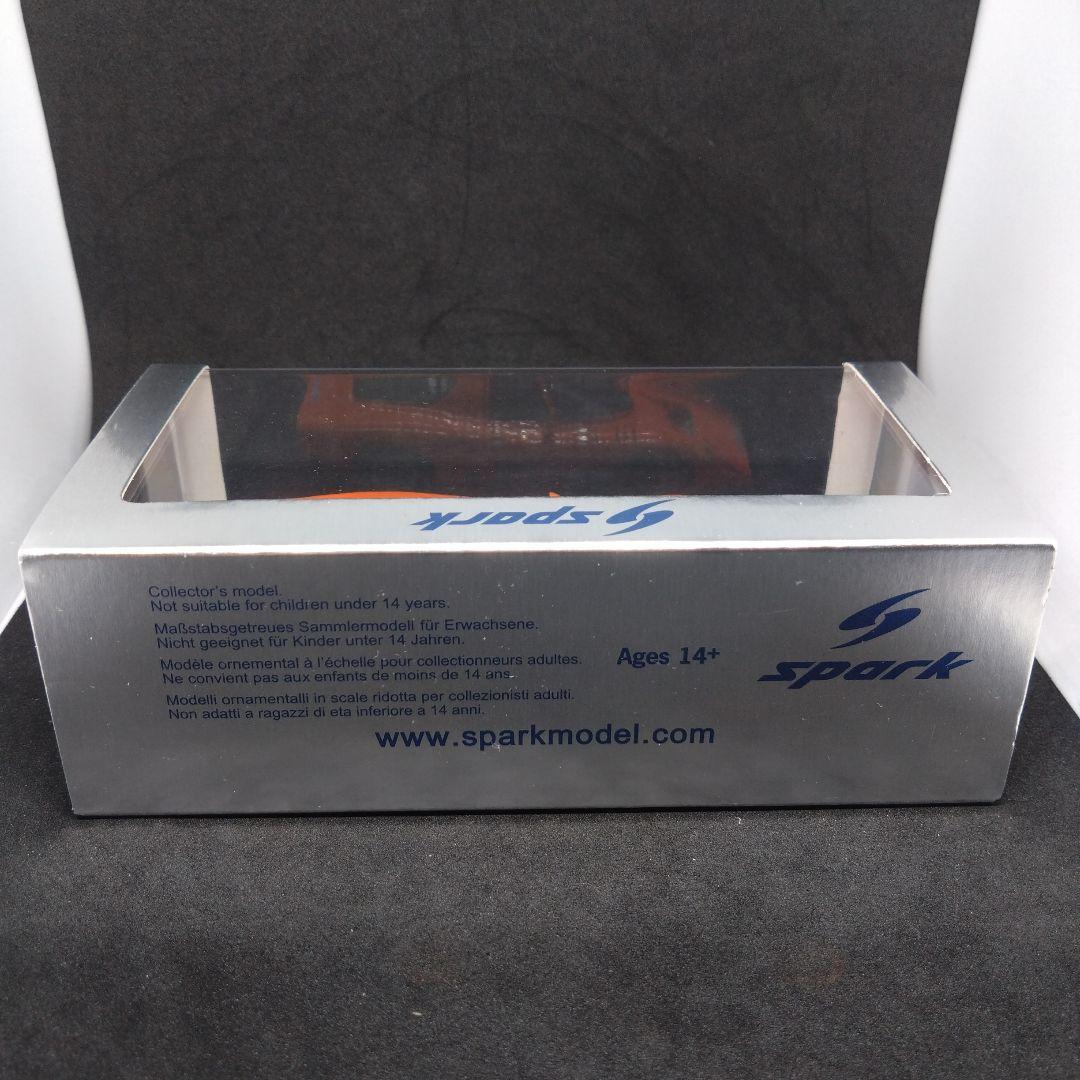 spark
Collector's model.
Not suitable for children under 14 years.
Maßstabsgetreues Sammlermodell für Erwachsene.
Nicht geeignet für Kinder unter 14 Jahren.
Modèle ornemental à l'échelle pour collectionneurs adultes.
Ne convient pas aux enfants de moins de 14 ans.
Modelli ornamentalli in scale ridotta per collezionisti adulti.
Non adatti a ragazzi di eta inferiore a 14 anni.
Ages 14+
spark
www.sparkmodel.com